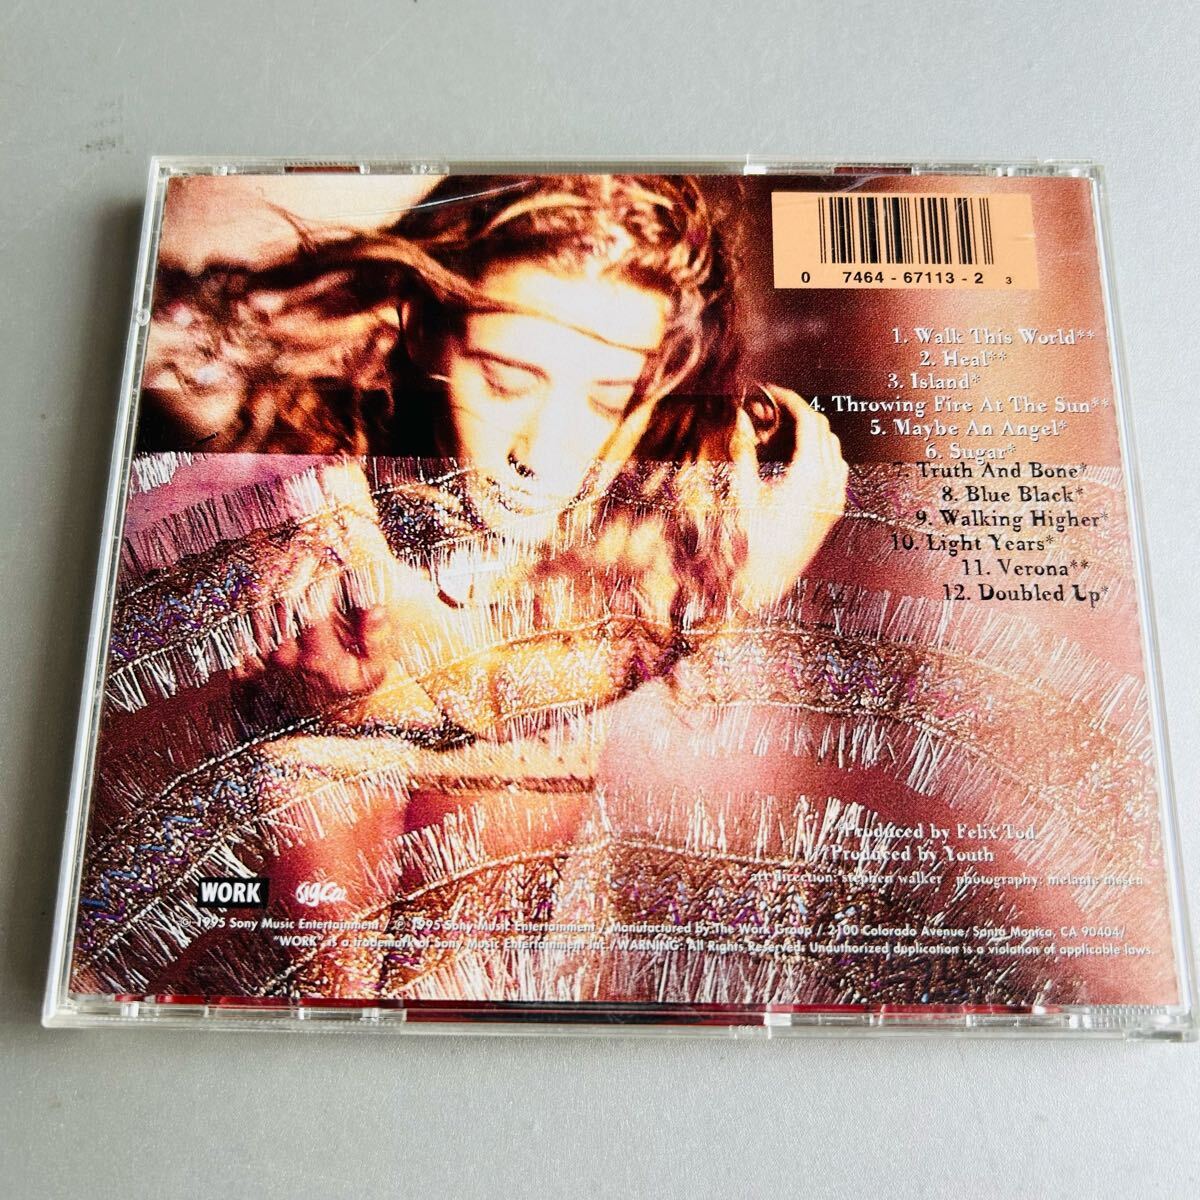 0 7464 - 67113 - 2 3
1. Walk This World**
2. Heal**
3. Island*
4. Throwing Fire At The Sun**
5. Maybe An Angel*
6. Sugar*
7. Truth And Bone*
8. Blue Black*
9. Walking Higher*
10. Light Years*
11. Verona**
12. Doubled Up*
*Produced by Felix Tod
**Produced by Youth
art direction: stephen walker photography: melanie nissen
WORK
© 1995 Sony Music Entertainment / ℗ 1995 Sony Music Entertainment / Manufactured by The Work Group / 2100 Colorado Avenue/ Santa Monica, CA 90404/
"WORK" is a trademark of Sony Music Entertainment Inc./WARNING: All Rights Reserved. Unauthorized duplication is a violation of applicable laws.